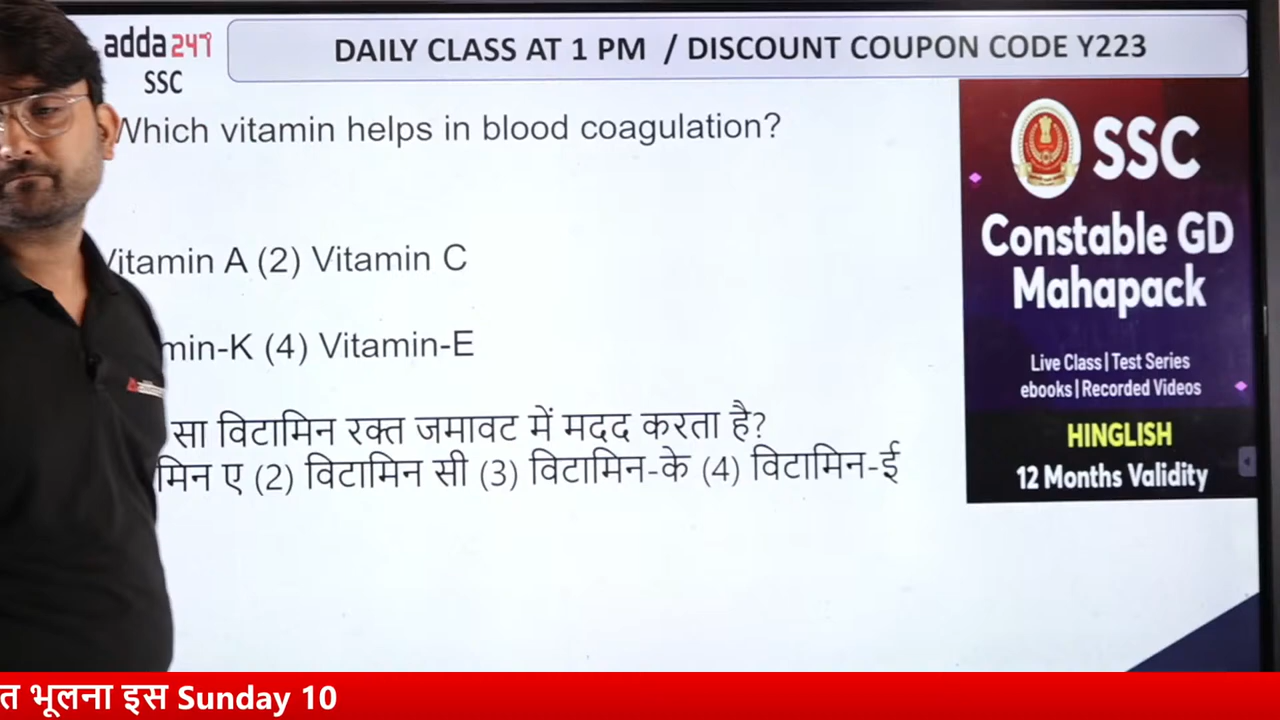 adda247
SSC
DAILY CLASS AT 1 PM / DISCOUNT COUPON CODE Y223
Which vitamin helps in blood coagulation?
Vitamin A (2) Vitamin C
min-K (4) Vitamin-E
सा विटामिन रक्त जमावट में मदद करता है?
मिन ए (2) विटामिन सी (3) विटामिन-के (4) विटामिन-ई
SSC
Constable GD
Mahapack
Live Class | Test Series
ebooks | Recorded Videos
HINGLISH
12 Months Validity
त भूलना इस Sunday 10